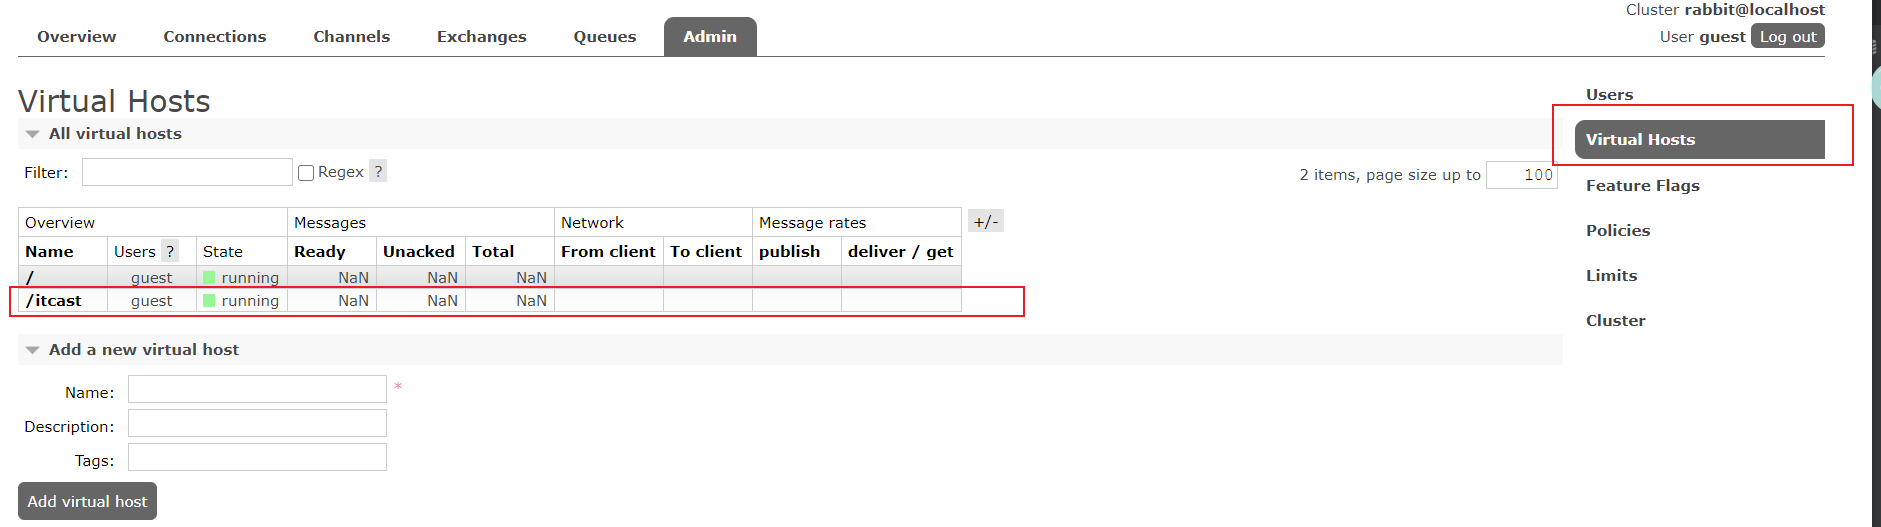 Cluster rabbit@localhost
User guest Log out
Overview Connections Channels Exchanges Queues Admin
Virtual Hosts
All virtual hosts
Filter: Regex ?
2 items, page size up to 100
Overview Messages Network Message rates +/-
Name Users ? State Ready Unacked Total From client To client publish deliver / get
/ guest running NaN NaN NaN
/itcast guest running NaN NaN NaN
Add a new virtual host
Name: *
Description:
Tags:
Add virtual host
Users
Virtual Hosts
Feature Flags
Policies
Limits
Cluster